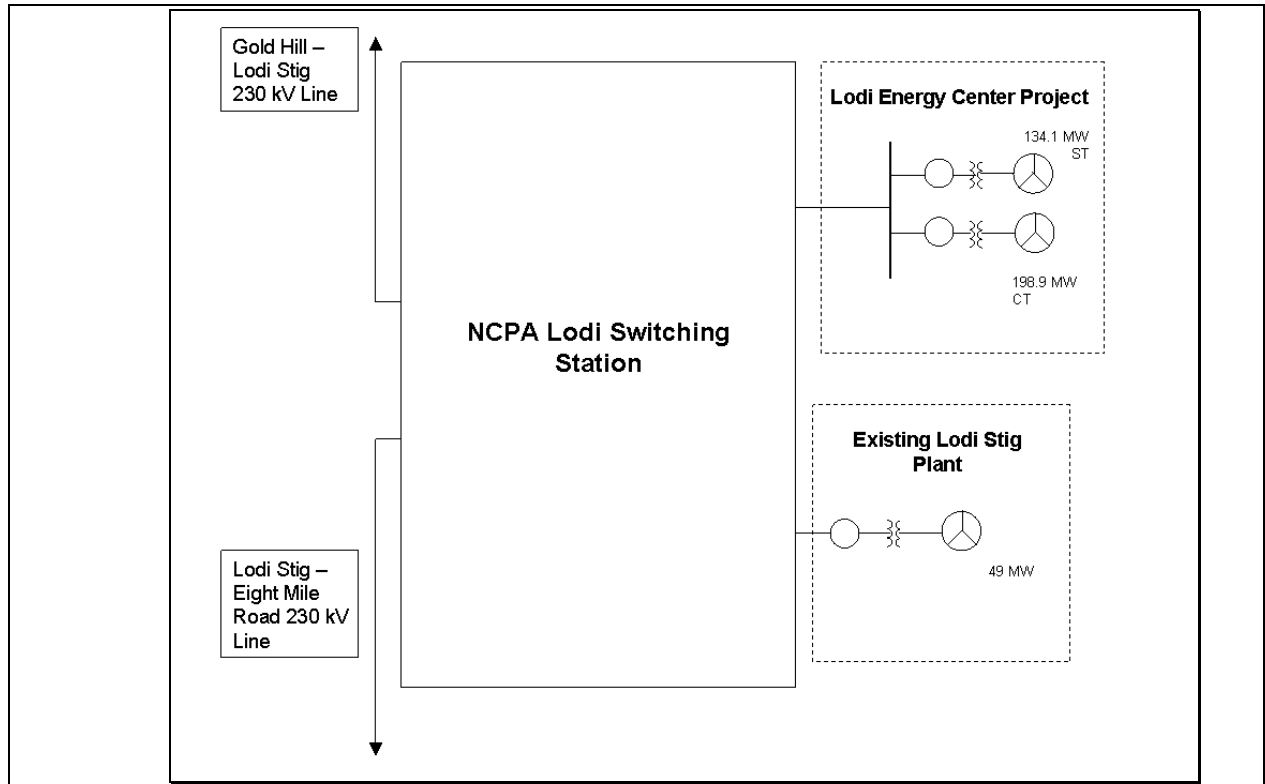 Gold Hill –
Lodi Stig
230 kV Line
Lodi Energy Center Project
134.1 MW
ST
198.9 MW
CT
NCPA Lodi Switching
Station
Existing Lodi Stig
Plant
49 MW
Lodi Stig –
Eight Mile
Road 230 kV
Line